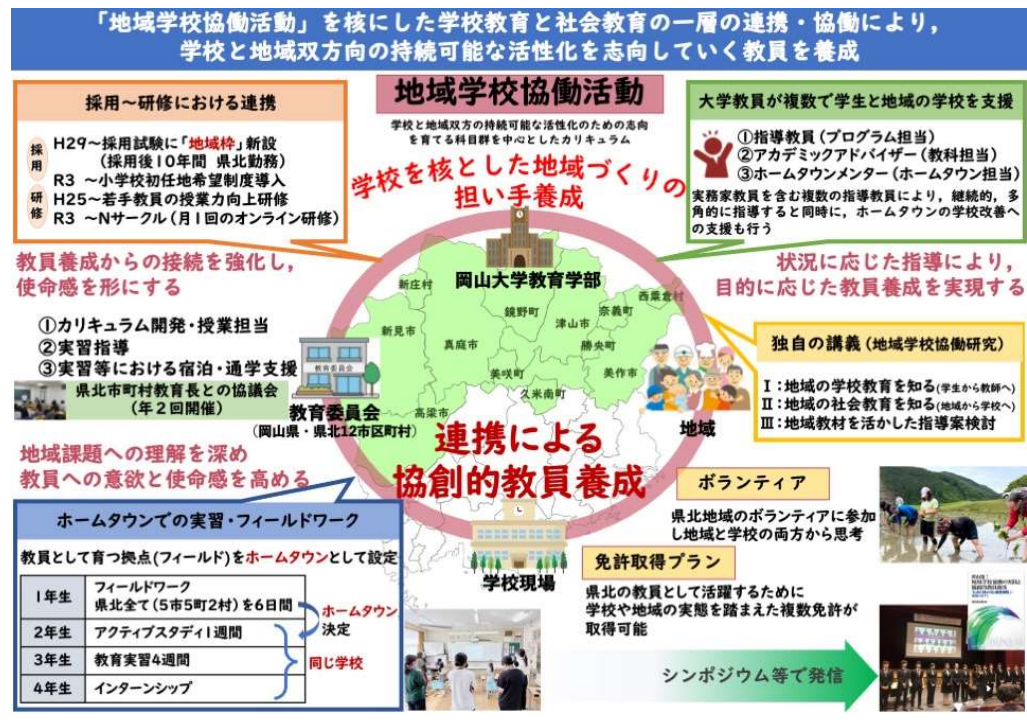 「地域学校協働活動」を核にした学校教育と社会教育の一層の連携・協働により，
学校と地域双方向の持続可能な活性化を志向していく教員を養成
採用～研修における連携
採用
H29～採用試験に「地域枠」新設
（採用後10年間 県北勤務）
R3 ～小学校初任地希望制度導入
研修
H25～若手教員の授業力向上研修
R3 ～Nサークル（月1回のオンライン研修）
教員養成からの接続を強化し，
使命感を形にする
地域学校協働活動
学校と地域双方の持続可能な活性化のための志向
を育てる科目群を中心としたカリキュラム
学校を核とした地域づくりの
担い手養成
大学教員が複数で学生と地域の学校を支援
①指導教員（プログラム担当）
②アカデミックアドバイザー（教科担当）
③ホームタウンメンター（ホームタウン担当）
実務家教員を含む複数の指導教員により，継続的，多
角的に指導すると同時に，ホームタウンの学校改善へ
の支援も行う
状況に応じた指導により，
目的に応じた教員養成を実現する
岡山大学教育学部
新庄村
鏡野町
奈義町
西粟倉村
津山市
新見市
真庭市
勝央町
美咲町
美作市
久米南町
高梁市
①カリキュラム開発・授業担当
②実習指導
③実習等における宿泊・通学支援
県北市町村教育長との協議会
（年2回開催）
教育委員会
教育委員会
（岡山県・県北12市区町村）
地域
独自の講義（地域学校協働研究）
Ⅰ：地域の学校教育を知る(学生から教師へ)
Ⅱ：地域の社会教育を知る(地域から学校へ)
Ⅲ：地域教材を活かした指導案検討
地域課題への理解を深め
教員への意欲と使命感を高める
連携による
協創的教員養成
学校現場
ホームタウンでの実習・フィールドワーク
教員として育つ拠点(フィールド)をホームタウンとして設定
1年生
フィールドワーク
県北全て(5市5町2村)を6日間
2年生
アクティブスタディ1週間
3年生
教育実習4週間
4年生
インターンシップ
ホームタウン
決定
同じ学校
ボランティア
県北地域のボランティアに参加
し地域と学校の両方から思考
免許取得プラン
県北の教員として活躍するために
学校や地域の実態を踏まえた複数免許が
取得可能
シンポジウム等で発信